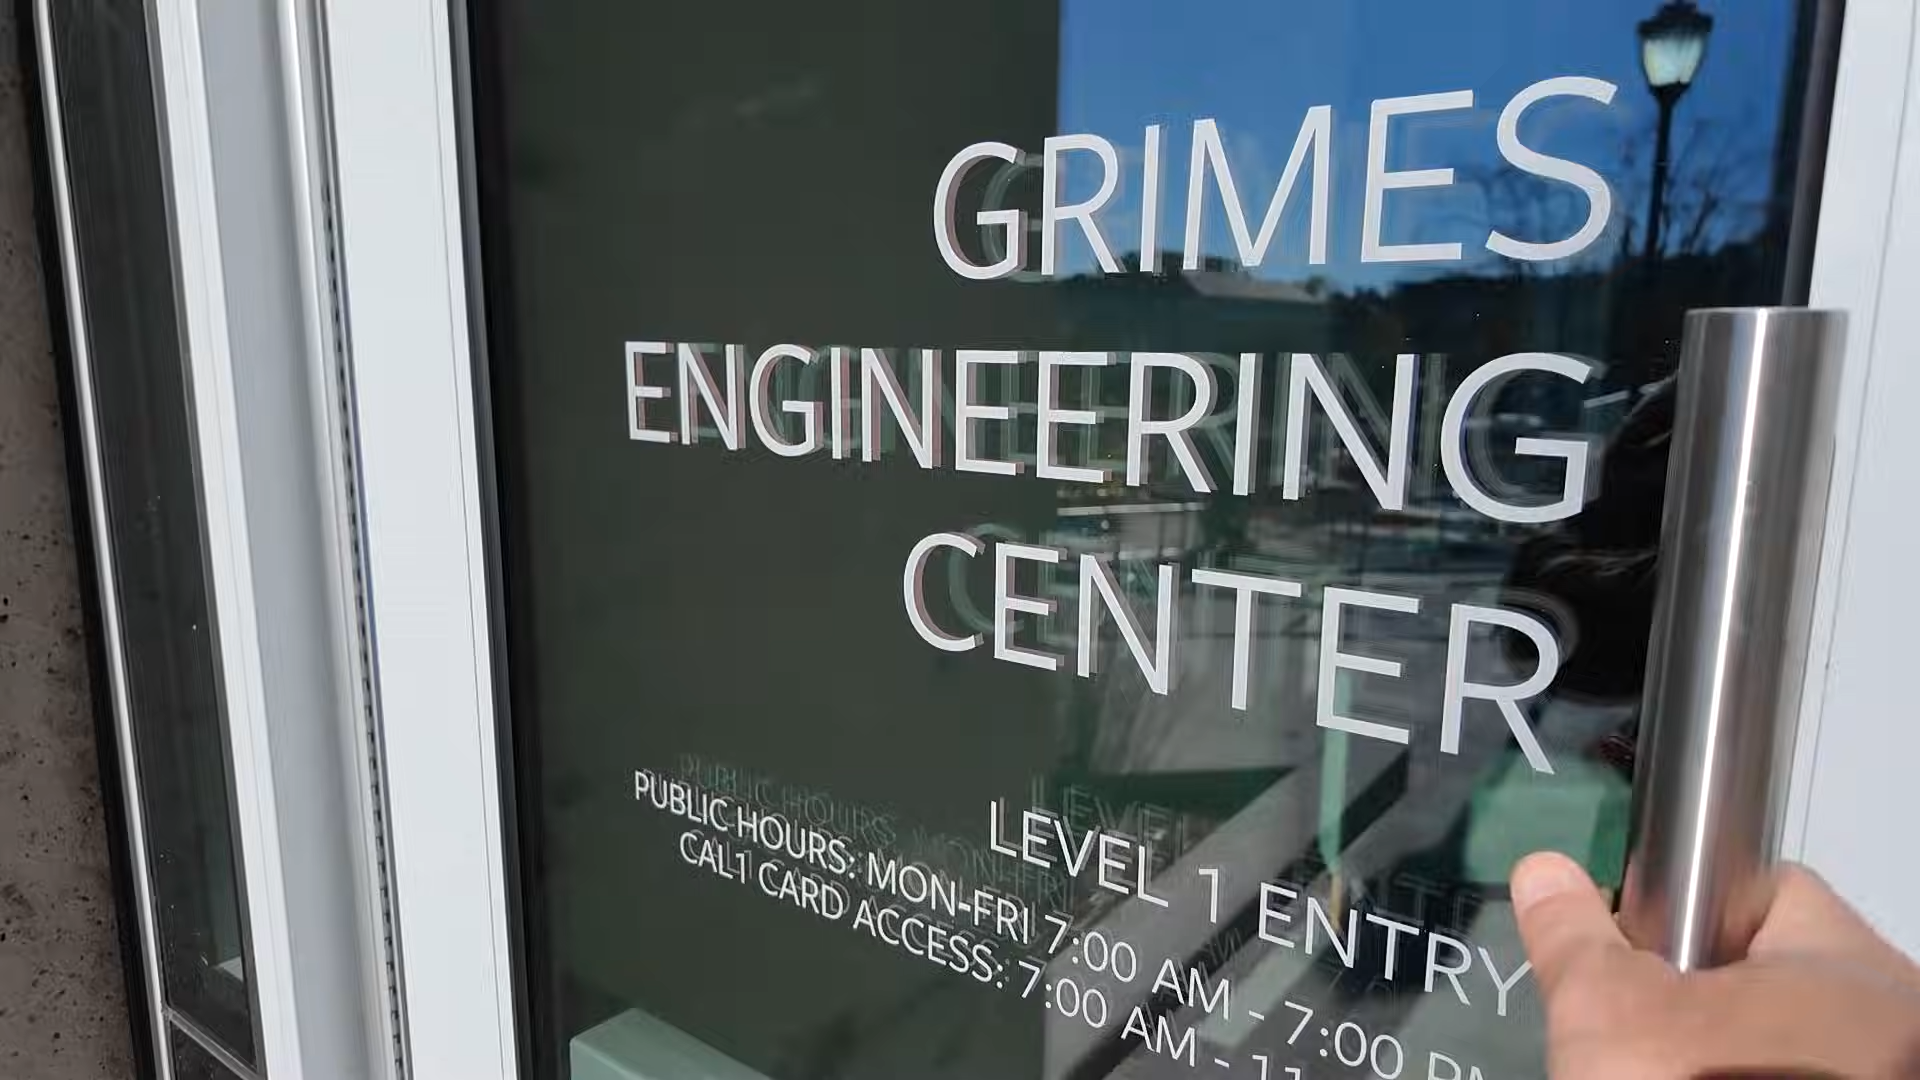 GRIMES
ENGINEERING
CENTER
LEVEL 1 ENTRY
PUBLIC HOURS: MON-FRI 7:00 AM - 7:00
CAL1 CARD ACCESS: 7:00 AM -